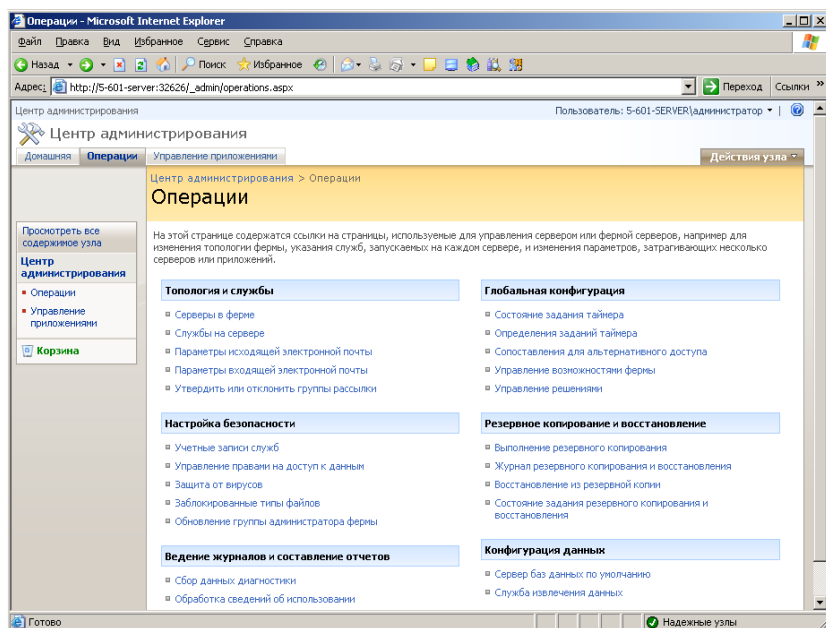 Операции - Microsoft Internet Explorer
Файл Правка Вид Избранное Сервис Справка
Назад Поиск Избранное
Адрес: http://5-601-server:32626/_admin/operations.aspx Переход Ссылки »
Центр администрирования Пользователь: 5-601-SERVER\администратор
Центр администрирования
Домашняя Операции Управление приложениями Действия узла
Центр администрирования > Операции
Операции
Просмотреть все
содержимое узла
Центр
администрирования
Операции
Управление
приложениями
Корзина
На этой странице содержатся ссылки на страницы, используемые для управления сервером или фермой серверов, например для
изменения топологии фермы, указания служб, запускаемых на каждом сервере, и изменения параметров, затрагивающих несколько
серверов или приложений.
Топология и службы
Серверы в ферме
Службы на сервере
Параметры исходящей электронной почты
Параметры входящей электронной почты
Утвердить или отклонить группы рассылки
Глобальная конфигурация
Состояние задания таймера
Определения заданий таймера
Сопоставления для альтернативного доступа
Управление возможностями фермы
Управление решениями
Настройка безопасности
Учетные записи служб
Управление правами на доступ к данным
Защита от вирусов
Заблокированные типы файлов
Обновление группы администратора фермы
Резервное копирование и восстановление
Выполнение резервного копирования
Журнал резервного копирования и восстановления
Восстановление из резервной копии
Состояние задания резервного копирования и
восстановления
Ведение журналов и составление отчетов
Сбор данных диагностики
Обработка сведений об использовании
Конфигурация данных
Сервер баз данных по умолчанию
Служба извлечения данных
Готово Надежные узлы